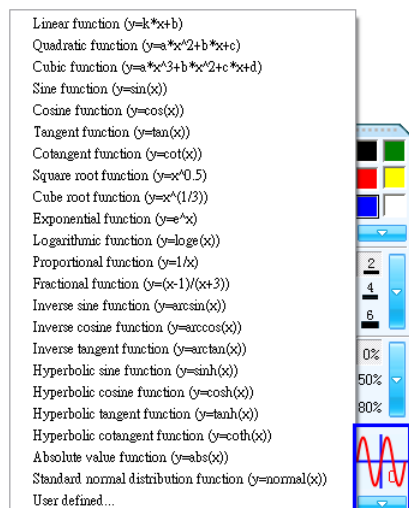 Linear function (y=k*x+b)
Quadratic function (y=a*x^2+b*x+c)
Cubic function (y=a*x^3+b*x^2+c*x+d)
Sine function (y=sin(x))
Cosine function (y=cos(x))
Tangent function (y=tan(x))
Cotangent function (y=cot(x))
Square root function (y=x^0.5)
Cube root function (y=x^(1/3))
Exponential function (y=e^x)
Logarithmic function (y=loge(x))
Proportional function (y=1/x)
Fractional function (y=(x-1)/(x+3))
Inverse sine function (y=arcsin(x))
Inverse cosine function (y=arccos(x))
Inverse tangent function (y=arctan(x))
Hyperbolic sine function (y=sinh(x))
Hyperbolic cosine function (y=cosh(x))
Hyperbolic tangent function (y=tanh(x))
Hyperbolic cotangent function (y=coth(x))
Absolute value function (y=abs(x))
Standard normal distribution function (y=normal(x))
User defined...
2
4
6
0%
50%
80%